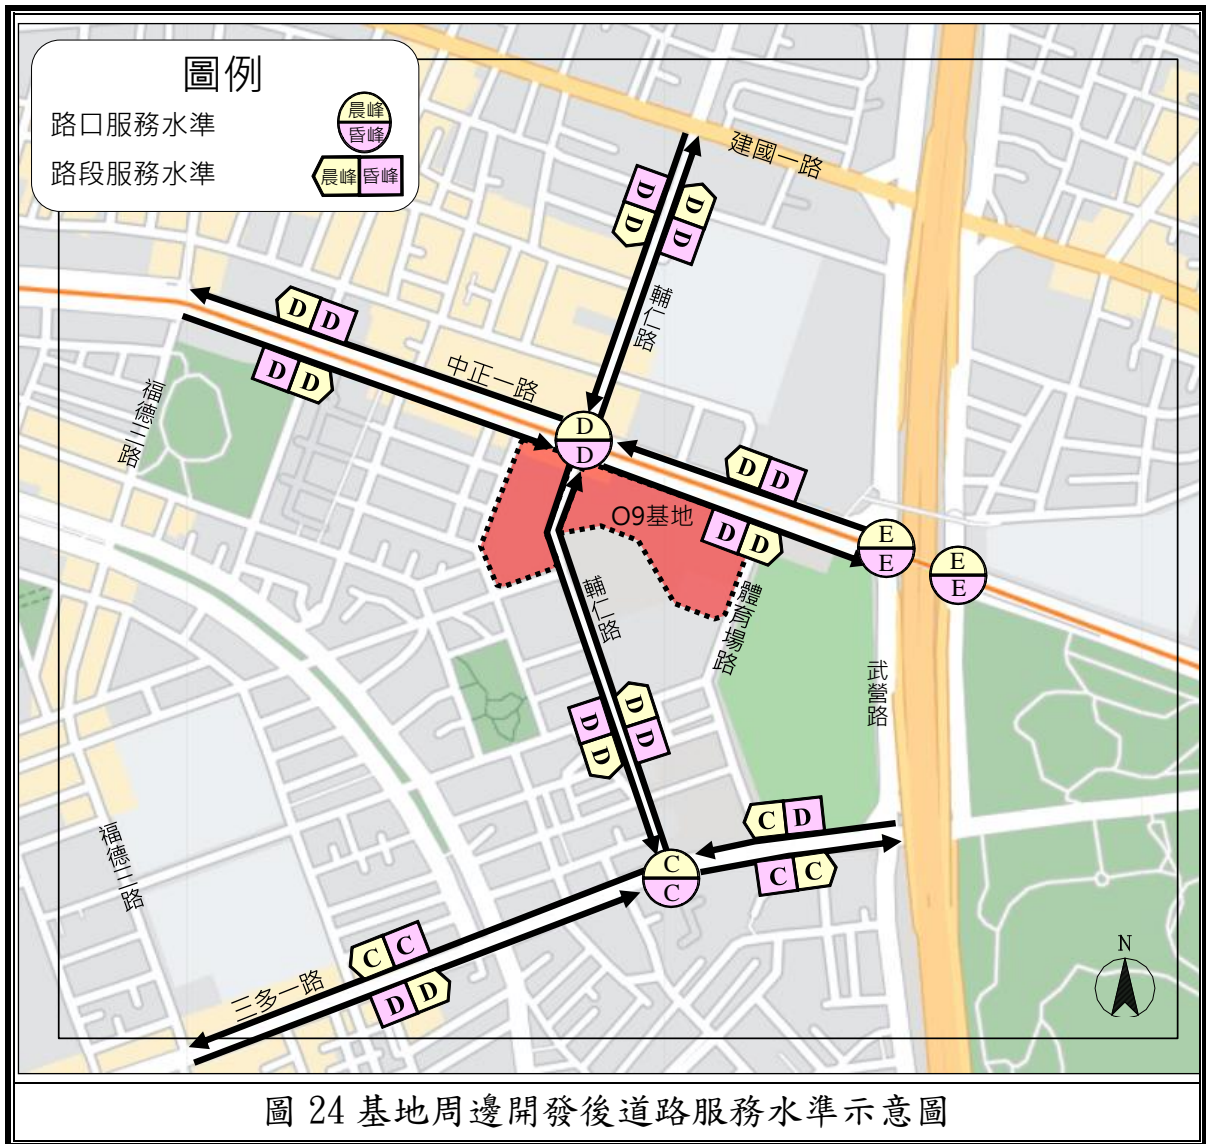 圖例
路口服務水準
晨峰
昏峰
路段服務水準
晨峰 昏峰
建國一路
D
D
D
D
輔仁路
D D
D D
中正一路
福德三路
D
D
D D
O9基地
D D
E
E
E
E
輔仁路
體育場路
武營路
D
D
D
D
C D
C C
C
C
福德二路
C C
D D
三多一路
N
圖 24 基地周邊開發後道路服務水準示意圖